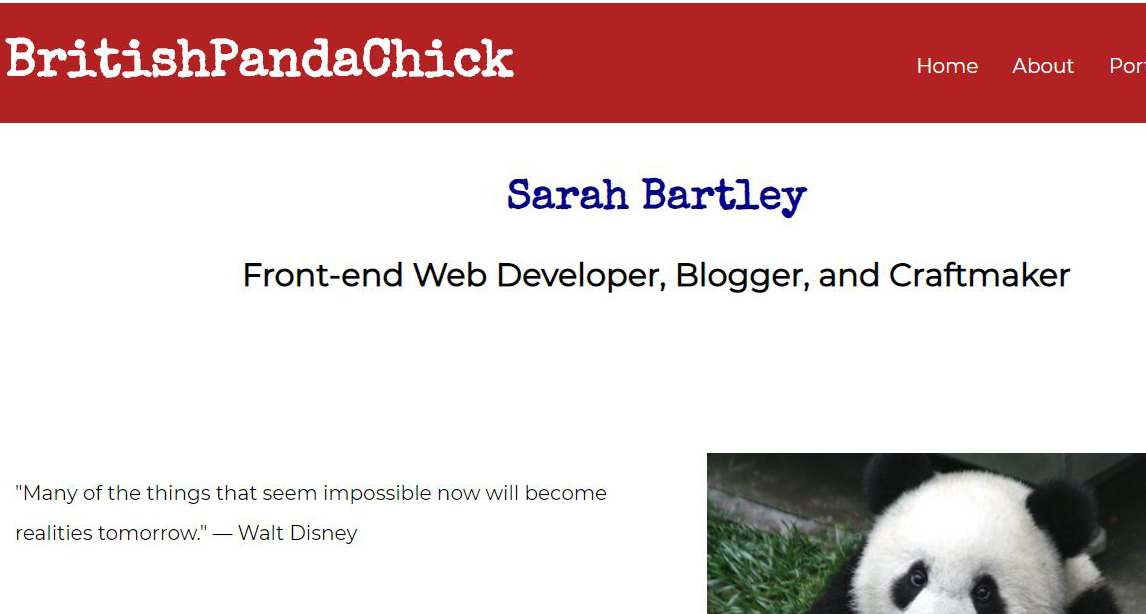 BritishPandaChick
Home About Por
Sarah Bartley
Front-end Web Developer, Blogger, and Craftmaker
"Many of the things that seem impossible now will become
realities tomorrow." — Walt Disney